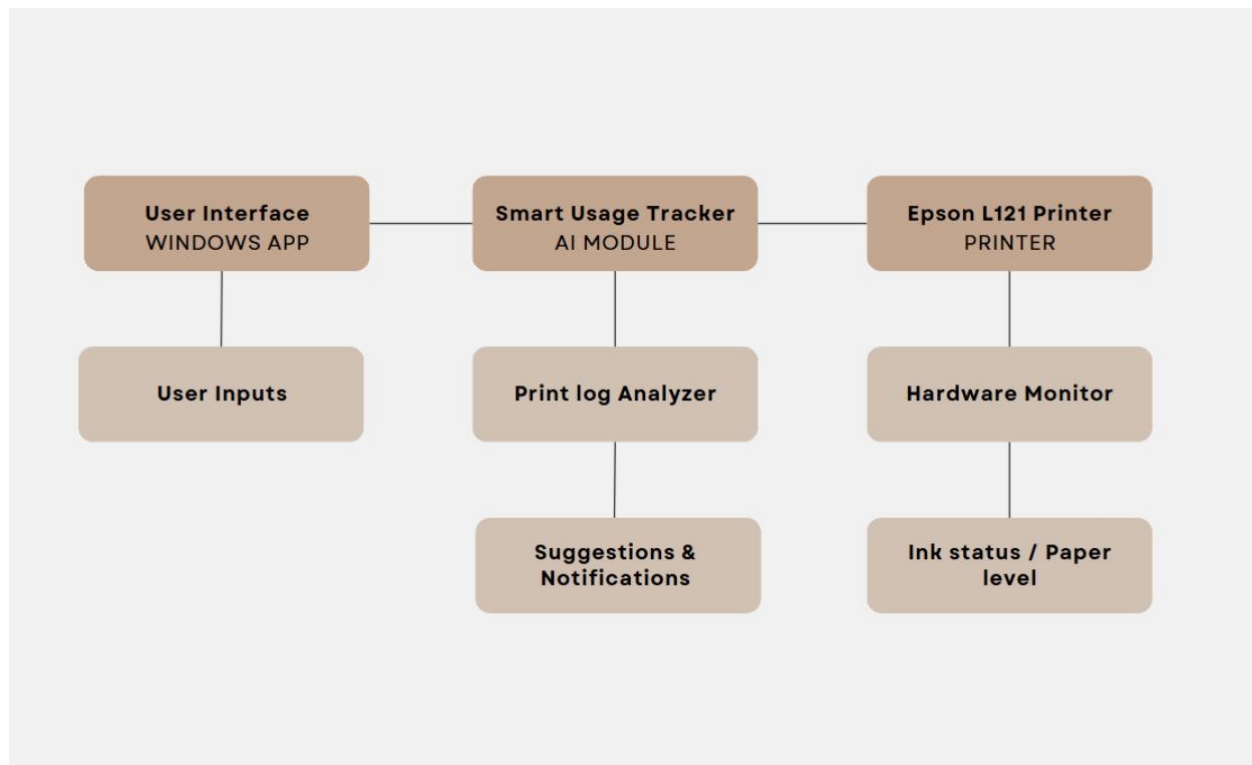 User Interface
WINDOWS APP
Smart Usage Tracker
AI MODULE
Epson L121 Printer
PRINTER
User Inputs
Print log Analyzer
Hardware Monitor
Suggestions &
Notifications
Ink status / Paper
level